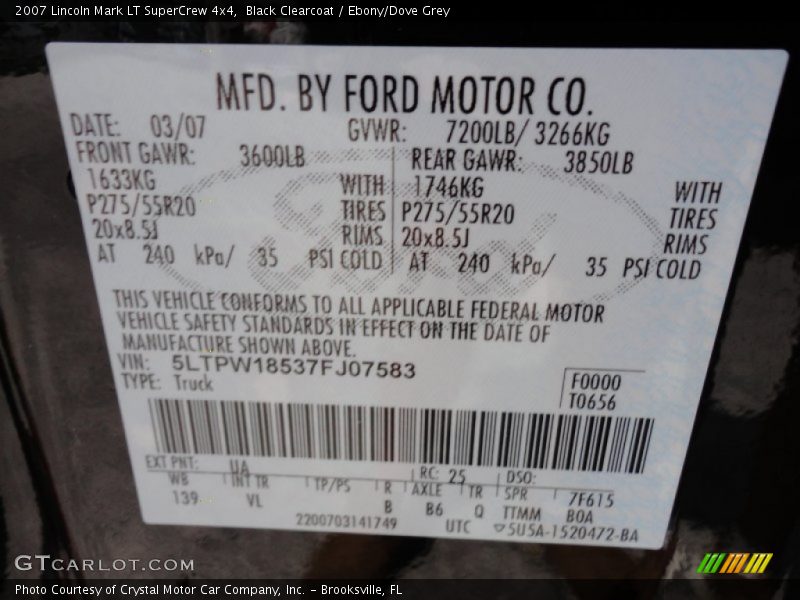 2007 Lincoln Mark LT SuperCrew 4x4, Black Clearcoat / Ebony/Dove Grey
MFD. BY FORD MOTOR CO.
DATE: 03/07 GVWR: 7200LB/ 3266KG
FRONT GAWR: 3600LB REAR GAWR: 3850LB
1633KG WITH 1746KG WITH
P275/55R20 TIRES P275/55R20 TIRES
20x8.5J RIMS 20x8.5J RIMS
AT 240 kPa/ 35 PSI COLD AT 240 kPa/ 35 PSI COLD
Ford
THIS VEHICLE CONFORMS TO ALL APPLICABLE FEDERAL MOTOR
VEHICLE SAFETY STANDARDS IN EFFECT ON THE DATE OF
MANUFACTURE SHOWN ABOVE.
VIN: 5LTPW18537FJ07583
TYPE: Truck
F0000
T0656
EXT PNT: UA RC: 25 DSO:
WB INT TR TP/PS R AXLE TR SPR 7F615
139 VL B B6 Q TTMM BOA
2200703141749 UTC 5U5A-1520472-BA
GTCARLOT.COM
Photo Courtesy of Crystal Motor Car Company, Inc. - Brooksville, FL